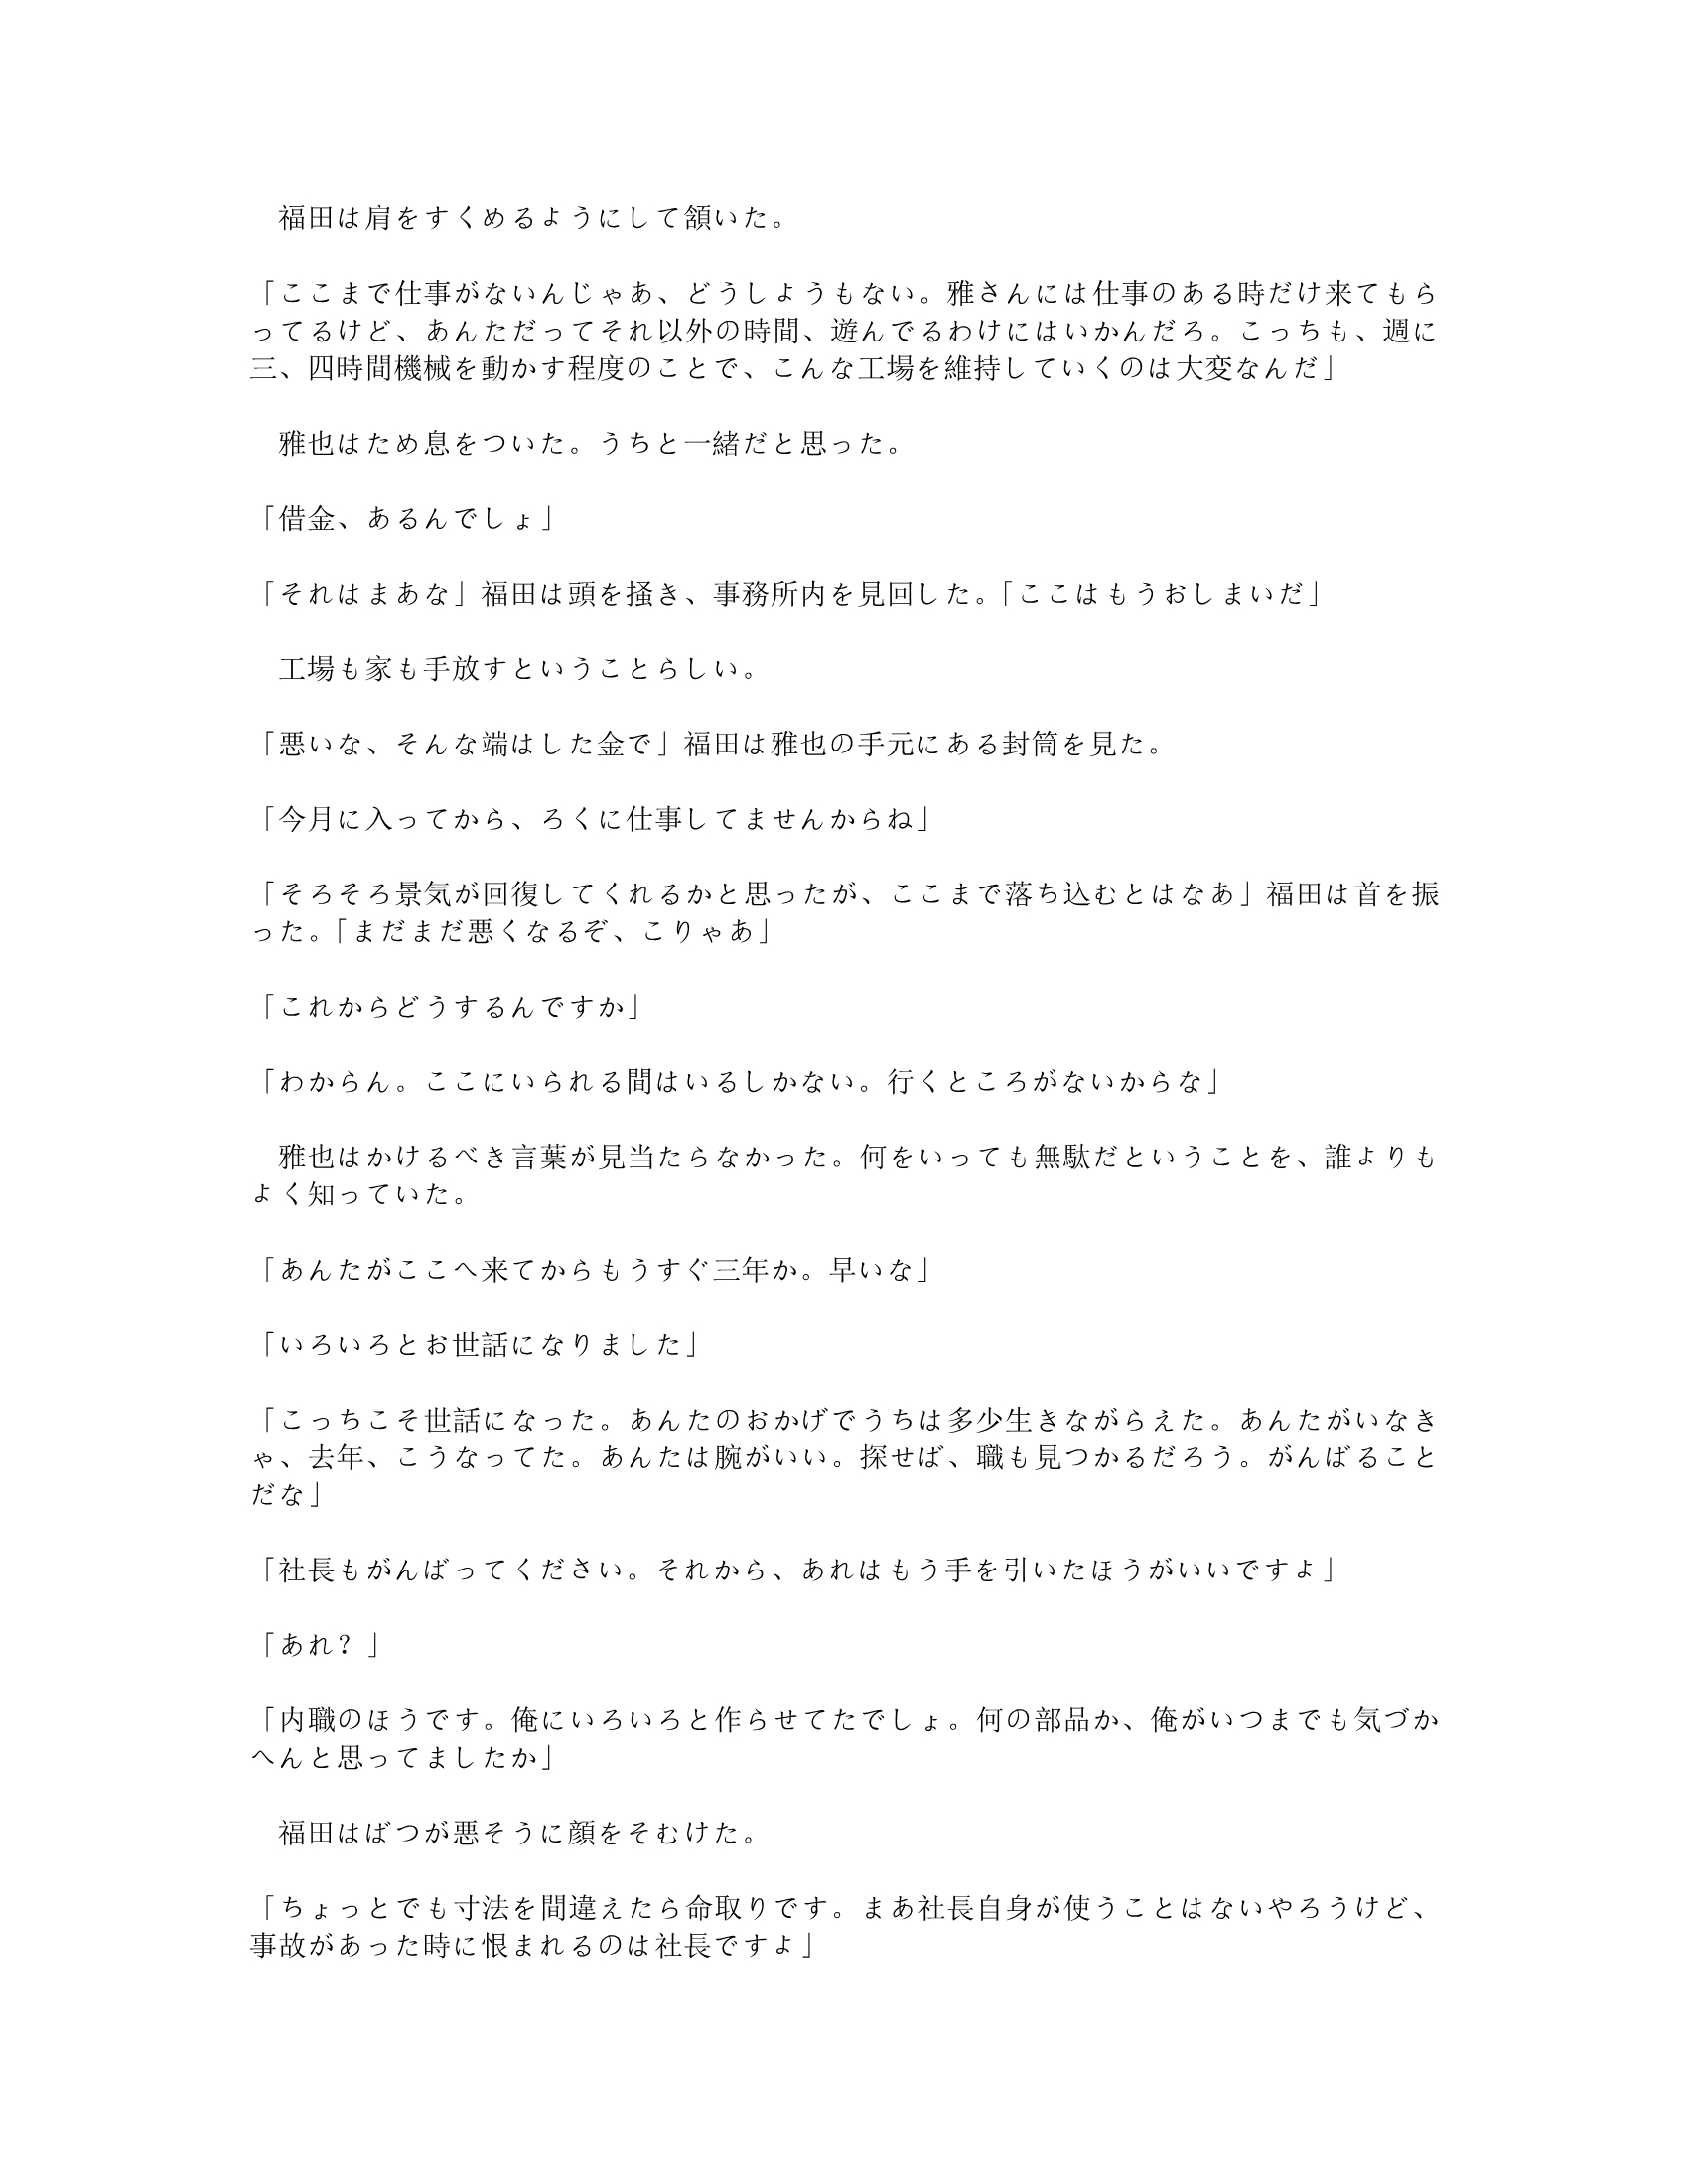 福田は肩をすくめるようにして頷いた。
「ここまで仕事がないんじゃあ、どうしようもない。雅さんには仕事のある時だけ来てもら
ってるけど、あんただってそれ以外の時間、遊んでるわけにはいかんだろ。こっちも、週に
三、四時間機械を動かす程度のことで、こんな工場を維持していくのは大変なんだ」
雅也はため息をついた。うちと一緒だと思った。
「借金、あるんでしょ」
「それはまあな」福田は頭を掻き、事務所内を見回した。「ここはもうおしまいだ」
工場も家も手放すということらしい。
「悪いな、そんな端はした金で」福田は雅也の手元にある封筒を見た。
「今月に入ってから、ろくに仕事してませんからね」
「そろそろ景気が回復してくれるかと思ったが、ここまで落ち込むとはなあ」福田は首を振
った。「まだまだ悪くなるぞ、こりゃあ」
「これからどうするんですか」
「わからん。ここにいられる間はいるしかない。行くところがないからな」
雅也はかけるべき言葉が見当たらなかった。何をいっても無駄だということを、誰よりも
よく知っていた。
「あんたがここへ来てからもうすぐ三年か。早いな」
「いろいろとお世話になりました」
「こっちこそ世話になった。あんたのおかげでうちは多少生きながらえた。あんたがいなき
ゃ、去年、こうなってた。あんたは腕がいい。探せば、職も見つかるだろう。がんばること
だな」
「社長もがんばってください。それから、あれはもう手を引いたほうがいいですよ」
「あれ？」
「内職のほうです。俺にいろいろと作らせてたでしょ。何の部品か、俺がいつまでも気づか
へんと思ってましたか」
福田はばつが悪そうに顔をそむけた。
「ちょっとでも寸法を間違えたら命取りです。まあ社長自身が使うことはないやろうけど、
事故があった時に恨まれるのは社長ですよ」